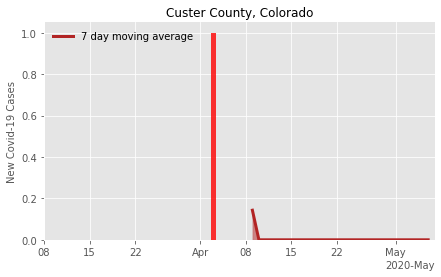 Custer County, Colorado
7 day moving average
New Covid-19 Cases
1.0
0.8
0.6
0.4
0.2
0.0
08 15 22 Apr 08 15 22 May
2020-May